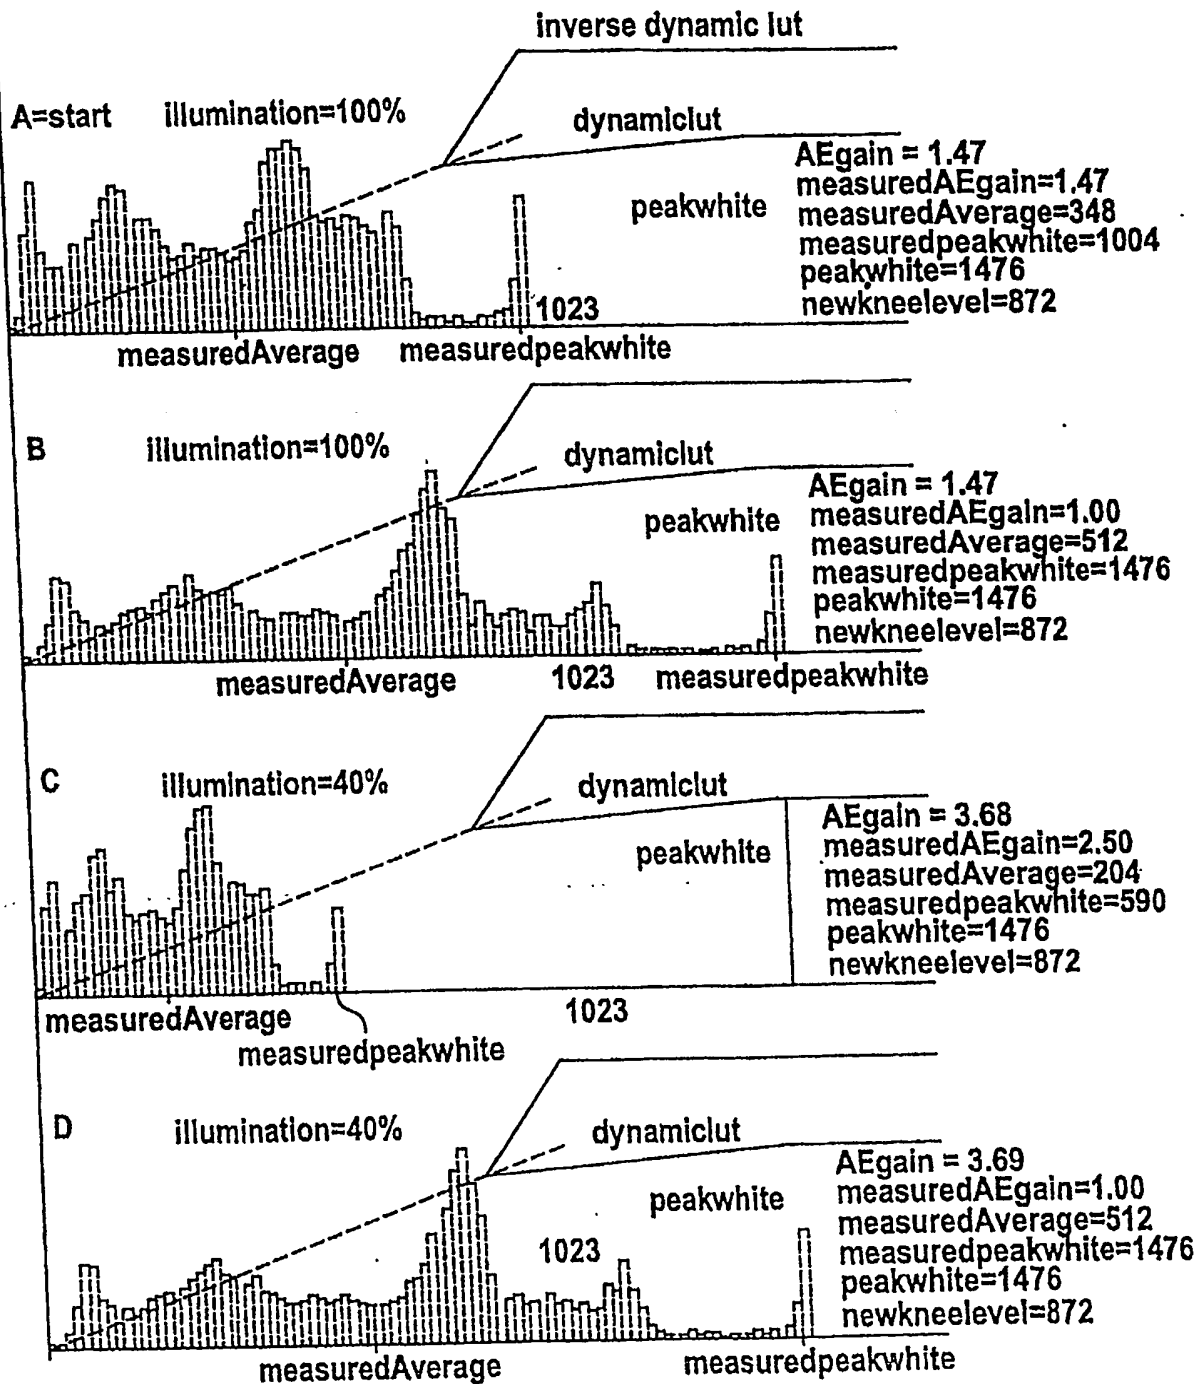 inverse dynamic lut
A=start illumination=100%
dynamiclut
peakwhite
AEgain = 1.47
measuredAEgain=1.47
measuredAverage=348
measuredpeakwhite=1004
peakwhite=1476
newkneelevel=872
1023
measuredAverage measuredpeakwhite
B illumination=100%
dynamiclut
peakwhite
AEgain = 1.47
measuredAEgain=1.00
measuredAverage=512
measuredpeakwhite=1476
peakwhite=1476
newkneelevel=872
measuredAverage 1023 measuredpeakwhite
C illumination=40%
dynamiclut
peakwhite
AEgain = 3.68
measuredAEgain=2.50
measuredAverage=204
measuredpeakwhite=590
peakwhite=1476
newkneelevel=872
measuredAverage 1023
measuredpeakwhite
D illumination=40%
dynamiclut
peakwhite
1023
AEgain = 3.69
measuredAEgain=1.00
measuredAverage=512
measuredpeakwhite=1476
peakwhite=1476
newkneelevel=872
measuredAverage measuredpeakwhite